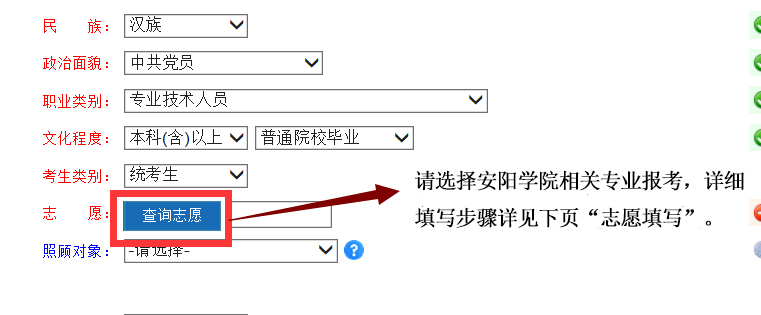 民 族： 汉族
政治面貌： 中共党员
职业类别： 专业技术人员
文化程度： 本科(含)以上 普通院校毕业
考生类别： 统考生
志 愿： 查询志愿
照顾对象： -请选择- ?
请选择安阳学院相关专业报考，详细
填写步骤详见下页“志愿填写”。